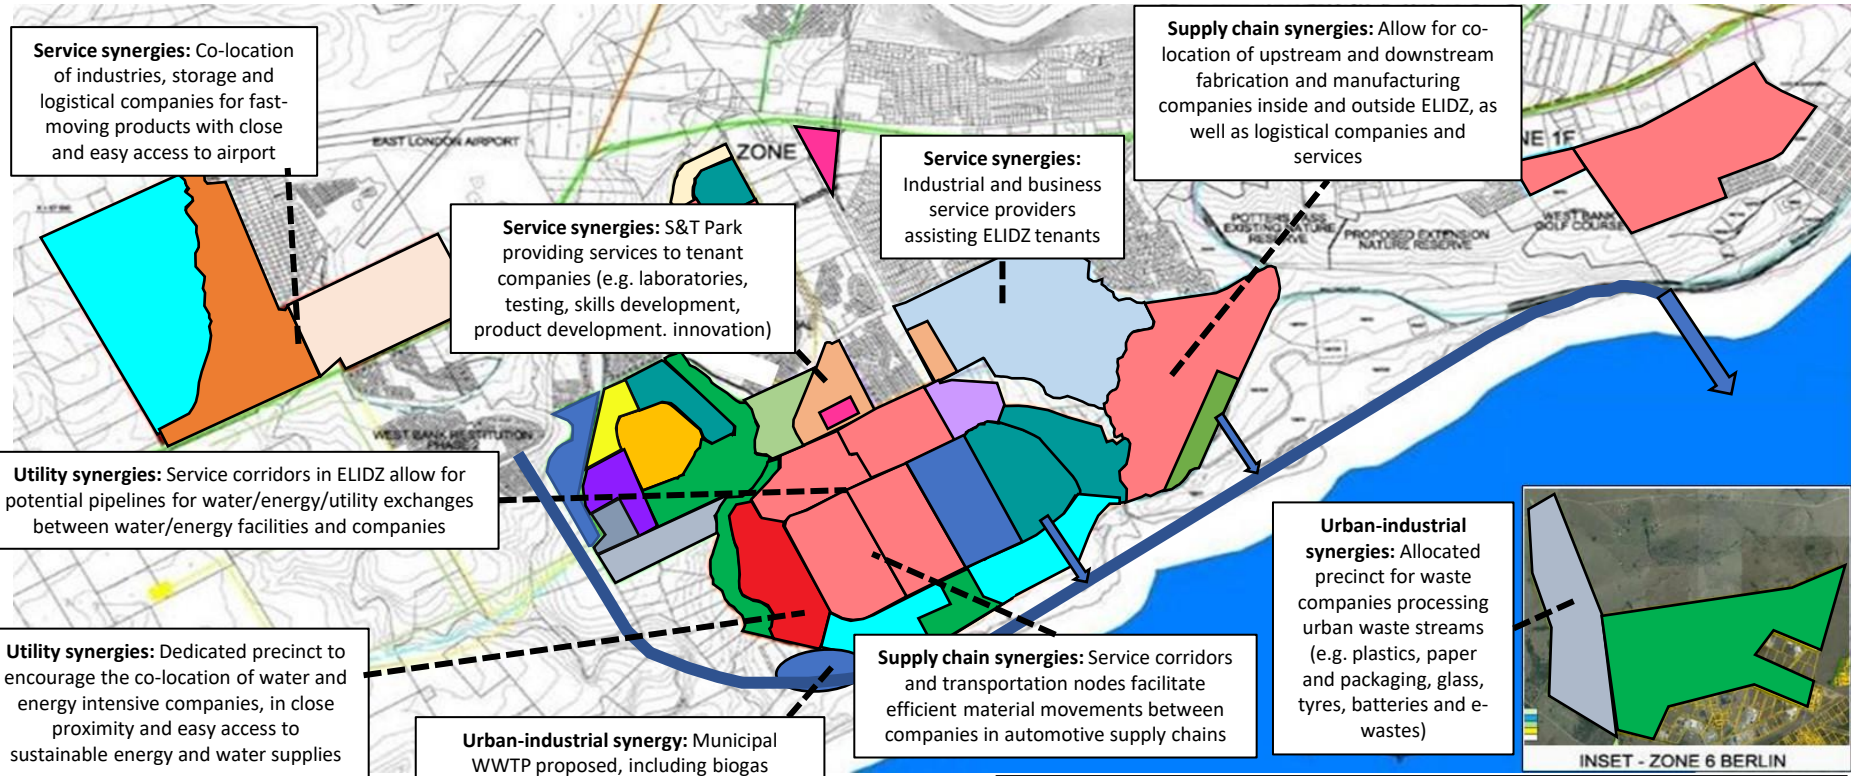 Service synergies: Co-location
of industries, storage and
logistical companies for fast-
moving products with close
and easy access to airport
EAST LONDON AIRPORT
ZONE
Supply chain synergies: Allow for co-
location of upstream and downstream
fabrication and manufacturing
companies inside and outside ELIDZ, as
well as logistical companies and
services
NE 1F
Service synergies:
Industrial and business
service providers
assisting ELIDZ tenants
Service synergies: S&T Park
providing services to tenant
companies (e.g. laboratories,
testing, skills development,
product development. innovation)
POTTERS PASS
EXISTING NATURE
RESERVE
PROPOSED EXTENSION
NATURE RESERVE
WEST BANK
GOLF COURSE
WEST BANK RESTITUTION
PHASE 2
Utility synergies: Service corridors in ELIDZ allow for
potential pipelines for water/energy/utility exchanges
between water/energy facilities and companies
Utility synergies: Dedicated precinct to
encourage the co-location of water and
energy intensive companies, in close
proximity and easy access to
sustainable energy and water supplies
Urban-industrial synergy: Municipal
WWTP proposed, including biogas
Supply chain synergies: Service corridors
and transportation nodes facilitate
efficient material movements between
companies in automotive supply chains
Urban-industrial
synergies: Allocated
precinct for waste
companies processing
urban waste streams
(e.g. plastics, paper
and packaging, glass,
tyres, batteries and e-
wastes)
INSET - ZONE 6 BERLIN